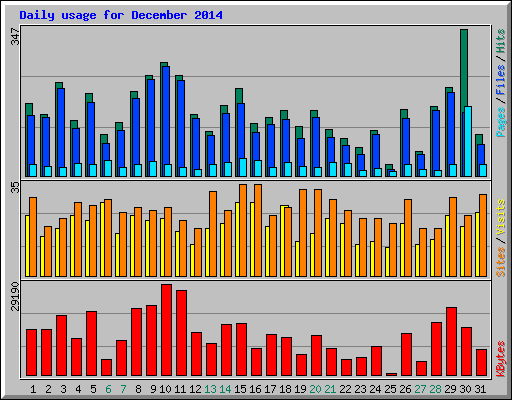 Daily usage for December 2014
347
Pages / Files / Hits
35
Sites / Visits
29190
KBytes
1 2 3 4 5 6 7 8 9 10 11 12 13 14 15 16 17 18 19 20 21 22 23 24 25 26 27 28 29 30 31